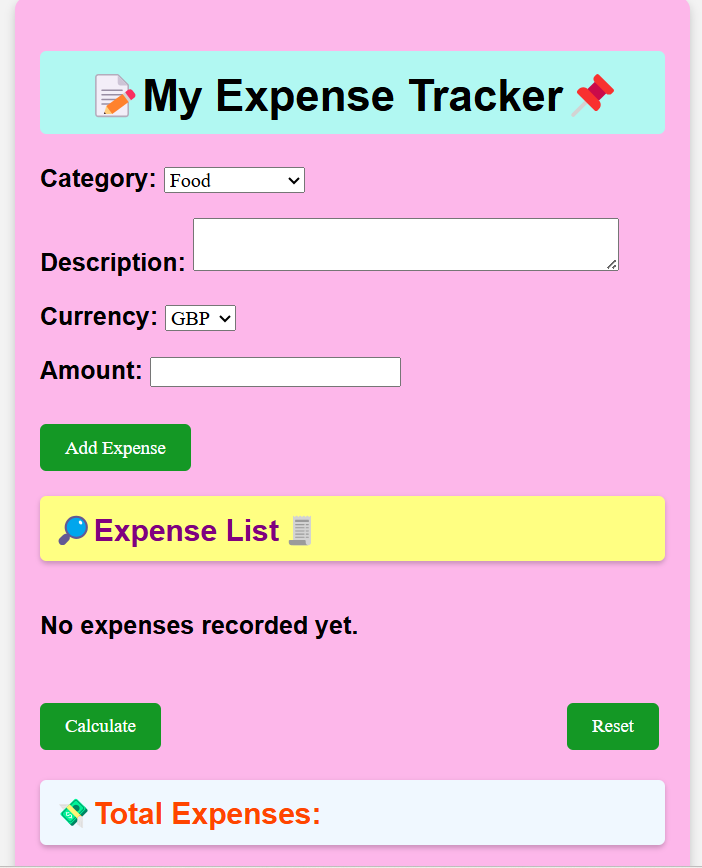 My Expense Tracker
Category: Food
Description:
Currency: GBP
Amount:
Add Expense
Expense List
No expenses recorded yet.
Calculate Reset
Total Expenses: